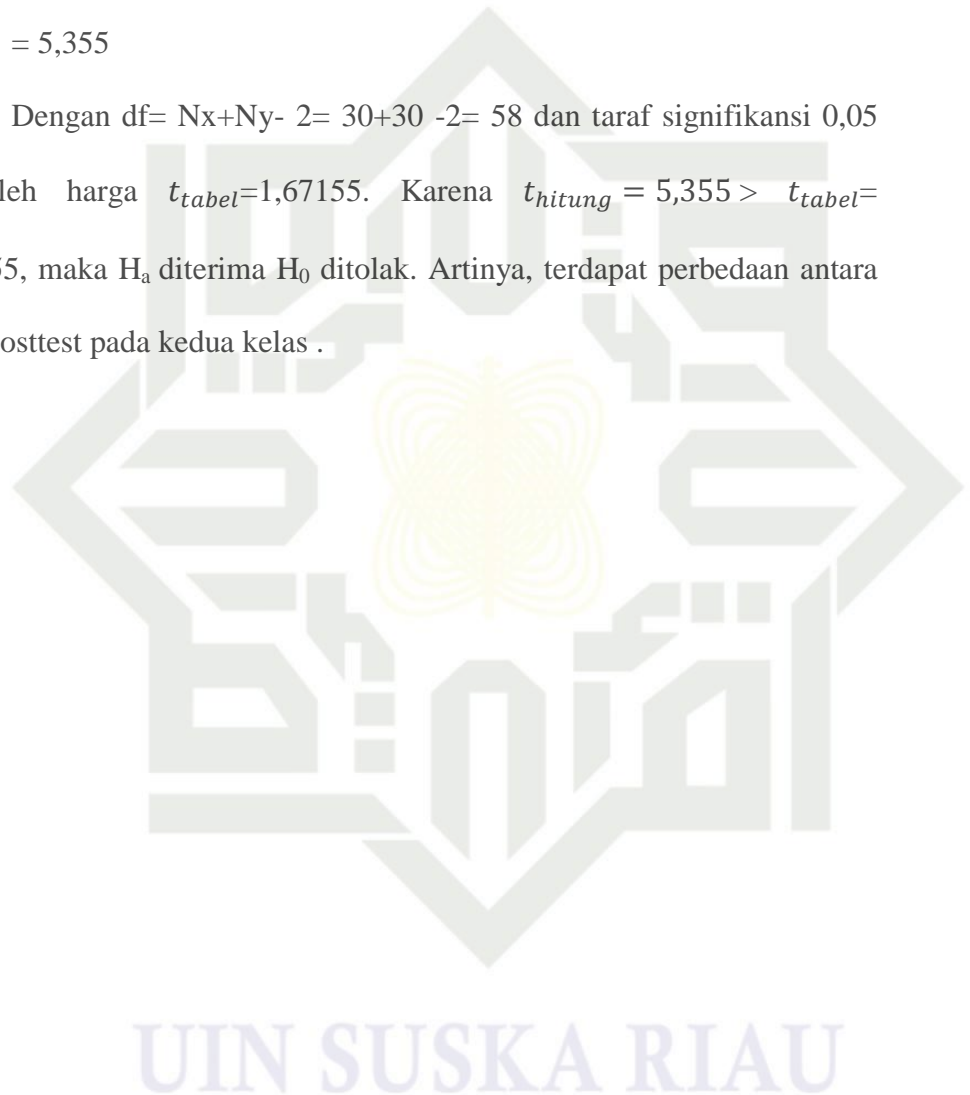 = 5,355
Dengan df= Nx+Ny- 2= 30+30 -2= 58 dan taraf signifikansi 0,05
leh harga t_tabel=1,67155. Karena t_hitung = 5,355 > t_tabel=
55, maka Hₐ diterima H₀ ditolak. Artinya, terdapat perbedaan antara
osttest pada kedua kelas .
UIN SUSKA RIAU